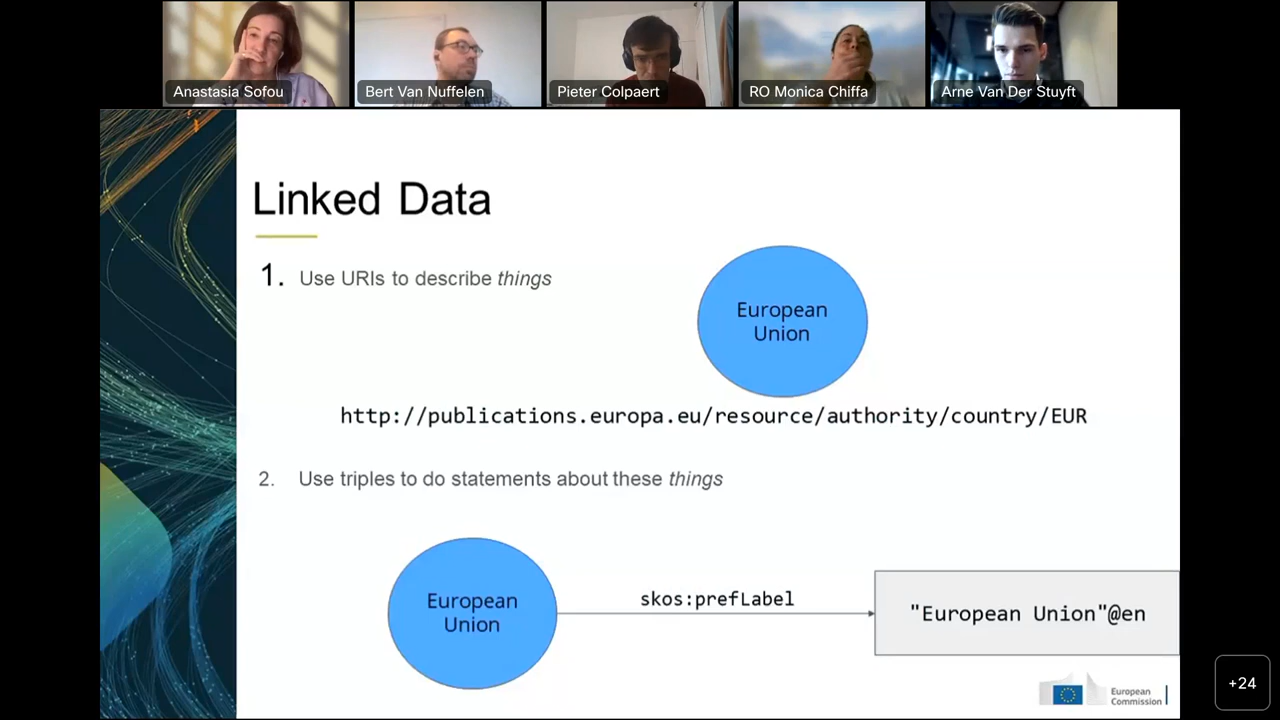 Anastasia Sofou
Bert Van Nuffelen
Pieter Colpaert
RO Monica Chiffa
Arne Van Der Stuyft
Linked Data
1. Use URIs to describe things
European
Union
http://publications.europa.eu/resource/authority/country/EUR
2. Use triples to do statements about these things
European
Union
skos:prefLabel
"European Union"@en
European
Commission
+24